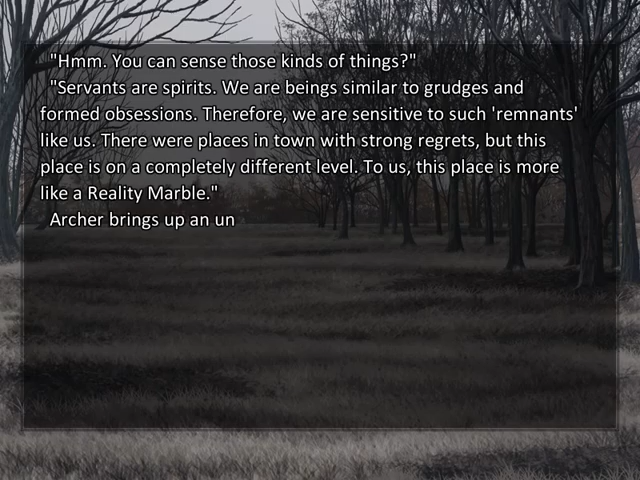 "Hmm. You can sense those kinds of things?"
"Servants are spirits. We are beings similar to grudges and
formed obsessions. Therefore, we are sensitive to such 'remnants'
like us. There were places in town with strong regrets, but this
place is on a completely different level. To us, this place is more
like a Reality Marble."
Archer brings up an un